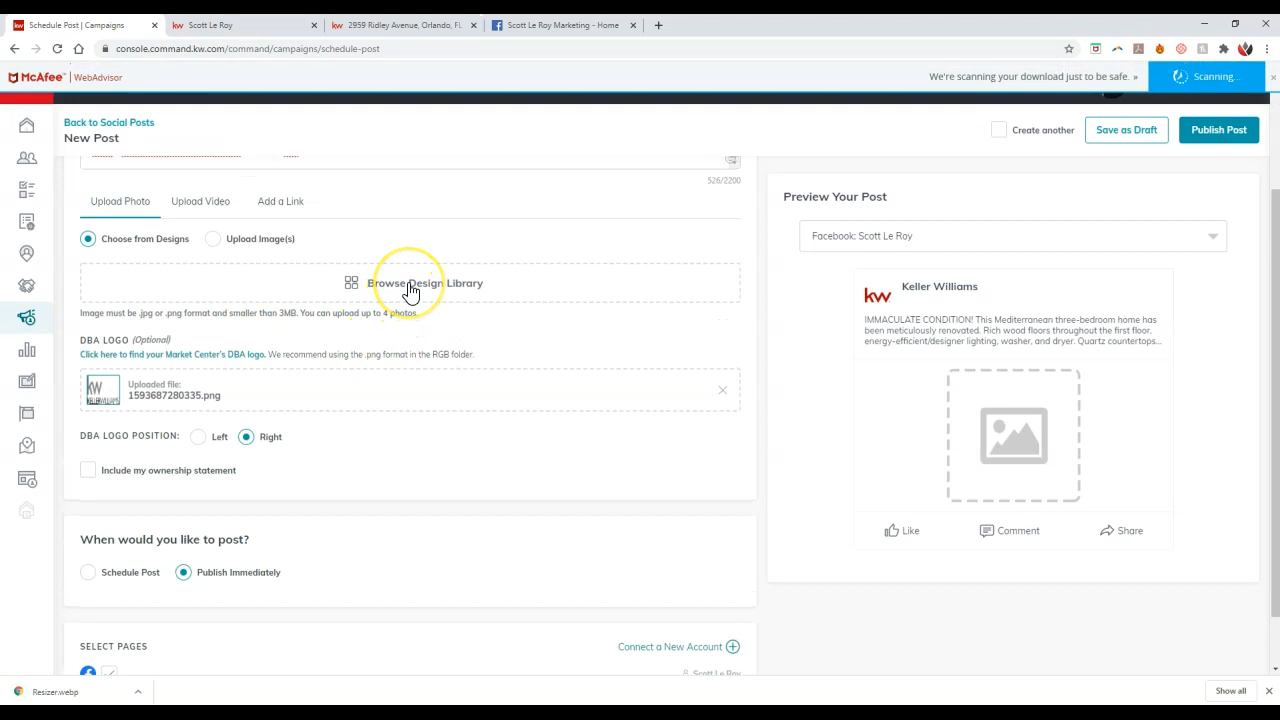 Schedule Post | Campaigns
kw Scott Le Roy
kw 2959 Ridley Avenue, Orlando, FL
Scott Le Roy Marketing - Home
console.command.kw.com/command/campaigns/schedule-post
McAfee | WebAdvisor
We're scanning your download just to be safe. »
Scanning...
Back to Social Posts
New Post
Create another
Save as Draft
Publish Post
526/2200
Upload Photo
Upload Video
Add a Link
Choose from Designs
Upload Image(s)
Browse Design Library
Image must be .jpg or .png format and smaller than 3MB. You can upload up to 4 photos.
DBA LOGO (Optional)
Click here to find your Market Center's DBA logo. We recommend using the .png format in the RGB folder.
kw
KELLERWILLIAMS
Uploaded file:
1593687280335.png
DBA LOGO POSITION:
Left
Right
Include my ownership statement
When would you like to post?
Schedule Post
Publish Immediately
SELECT PAGES
Connect a New Account
Scott Le Roy
Preview Your Post
Facebook: Scott Le Roy
kw
Keller Williams
IMMACULATE CONDITION! This Mediterranean three-bedroom home has
been meticulously renovated. Rich wood floors throughout the first floor,
energy-efficient/designer lighting, washer, and dryer. Quartz countertops...
Like
Comment
Share
Resizer.webp
Show all